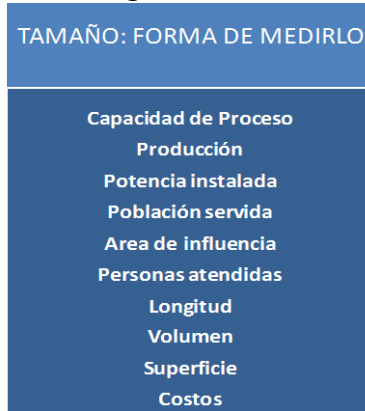 TAMAÑO: FORMA DE MEDIRLO
Capacidad de Proceso
Producción
Potencia instalada
Población servida
Area de influencia
Personas atendidas
Longitud
Volumen
Superficie
Costos